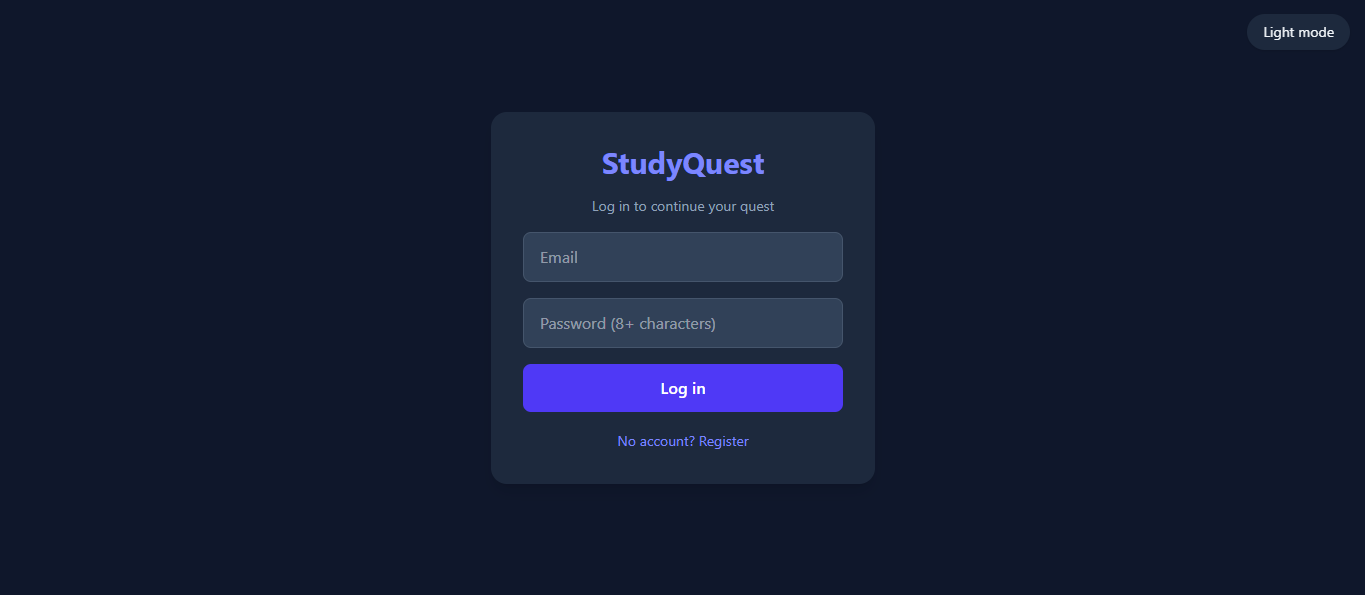 Light mode
StudyQuest
Log in to continue your quest
Email
Password (8+ characters)
Log in
No account? Register